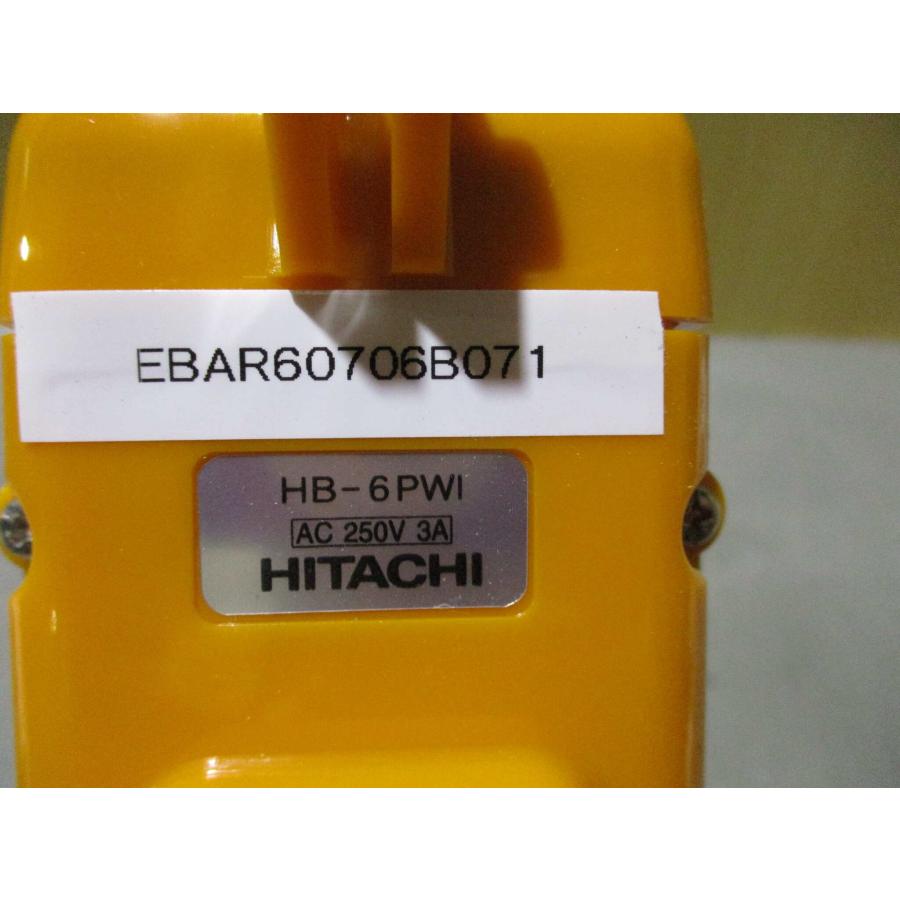 EBAR60706B071
HB-6PWI
AC 250V 3A
HITACHI